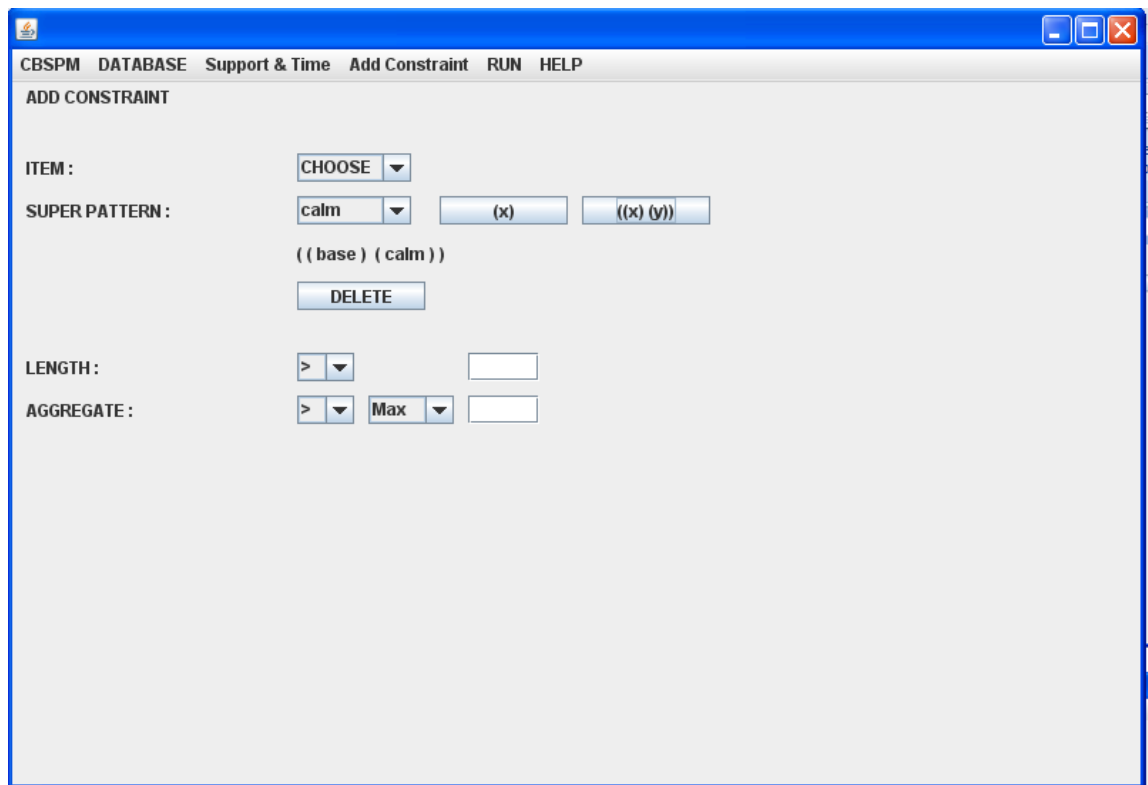 CBSPM DATABASE Support & Time Add Constraint RUN HELP
ADD CONSTRAINT
ITEM : CHOOSE
SUPER PATTERN : calm (x) ((x) (y))
( ( base ) ( calm ) )
DELETE
LENGTH : >
AGGREGATE : > Max